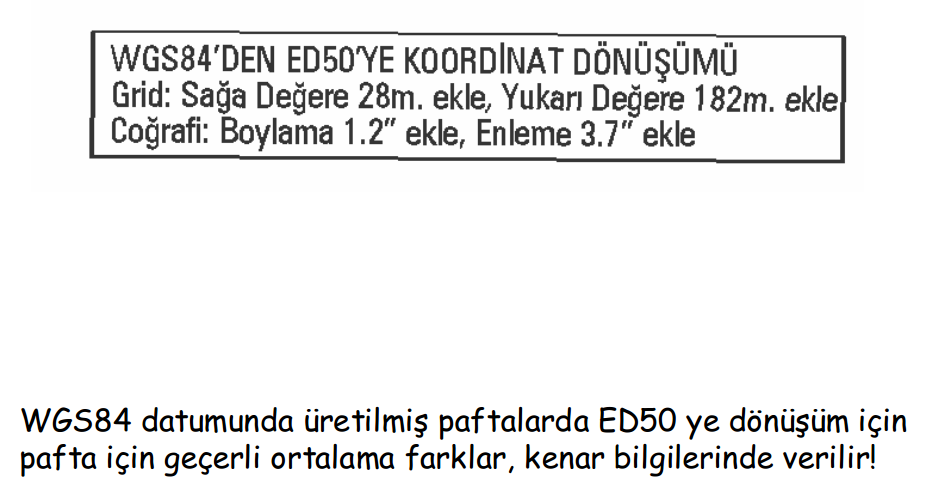 WGS84'DEN ED50'YE KOORDİNAT DÖNÜŞÜMÜ
Grid: Sağa Değere 28m. ekle, Yukarı Değere 182m. ekle
Coğrafi: Boylama 1.2” ekle, Enleme 3.7” ekle
WGS84 datumunda üretilmiş paftalarda ED50 ye dönüşüm için
pafta için geçerli ortalama farklar, kenar bilgilerinde verilir!